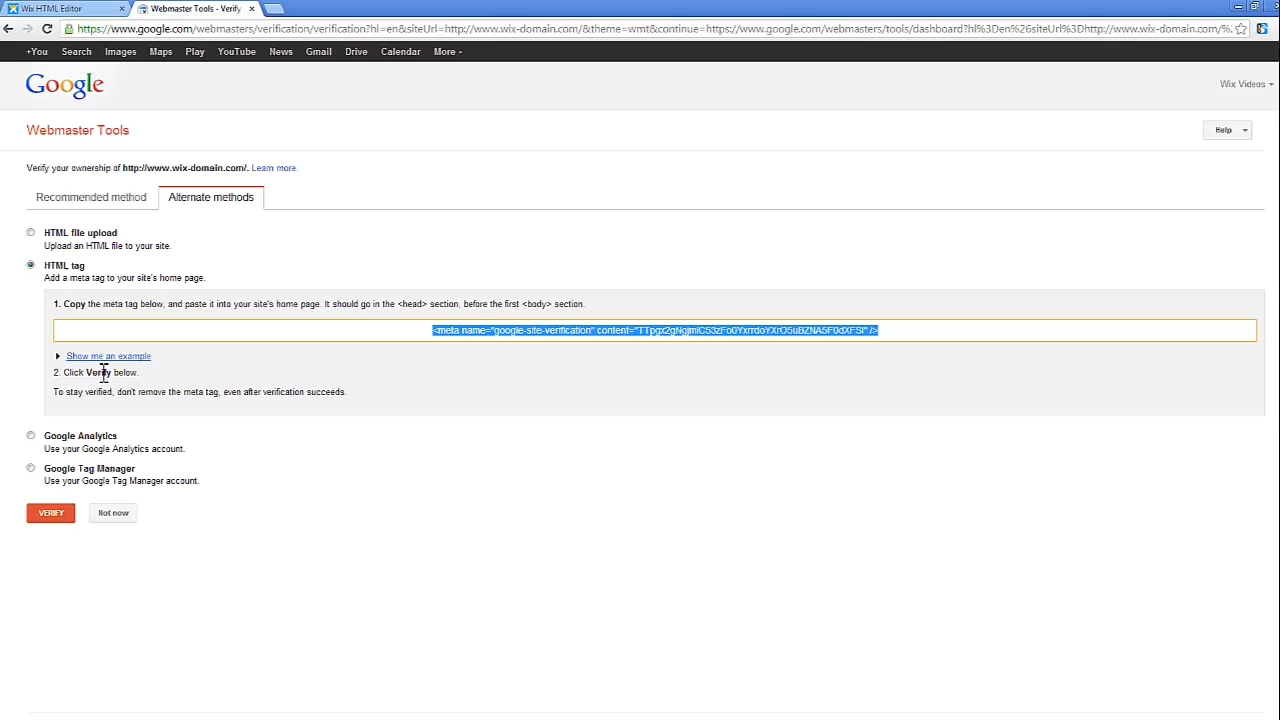 Wix HTML Editor
Webmaster Tools - Verify
https://www.google.com/webmasters/verification/verification?hl=en&siteUrl=http://www.wix-domain.com/&theme=wmt&continue=https://www.google.com/webmasters/tools/dashboard?hl%3Den%26siteUrl%3Dhttp://www.wix-domain.com/%
+You Search Images Maps Play YouTube News Gmail Drive Calendar More
Google
Wix Videos
Webmaster Tools
Help
Verify your ownership of http://www.wix-domain.com/. Learn more.
Recommended method Alternate methods
HTML file upload
Upload an HTML file to your site.
HTML tag
Add a meta tag to your site's home page.
1. Copy the meta tag below, and paste it into your site's home page. It should go in the <head> section, before the first <body> section.
<meta name="google-site-verification" />
Show me an example
2. Click Verify below.
To stay verified, don't remove the meta tag, even after verification succeeds.
Google Analytics
Use your Google Analytics account.
Google Tag Manager
Use your Google Tag Manager account.
VERIFY Not now